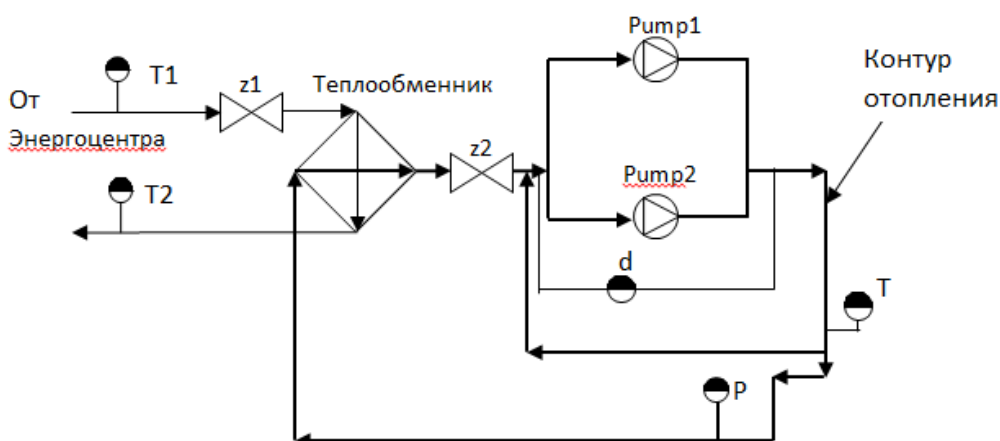 Pump1
T1
z1
Теплообменник
Контур
отопления
От
Энергоцентра
z2
Pump2
T2
d
T
P